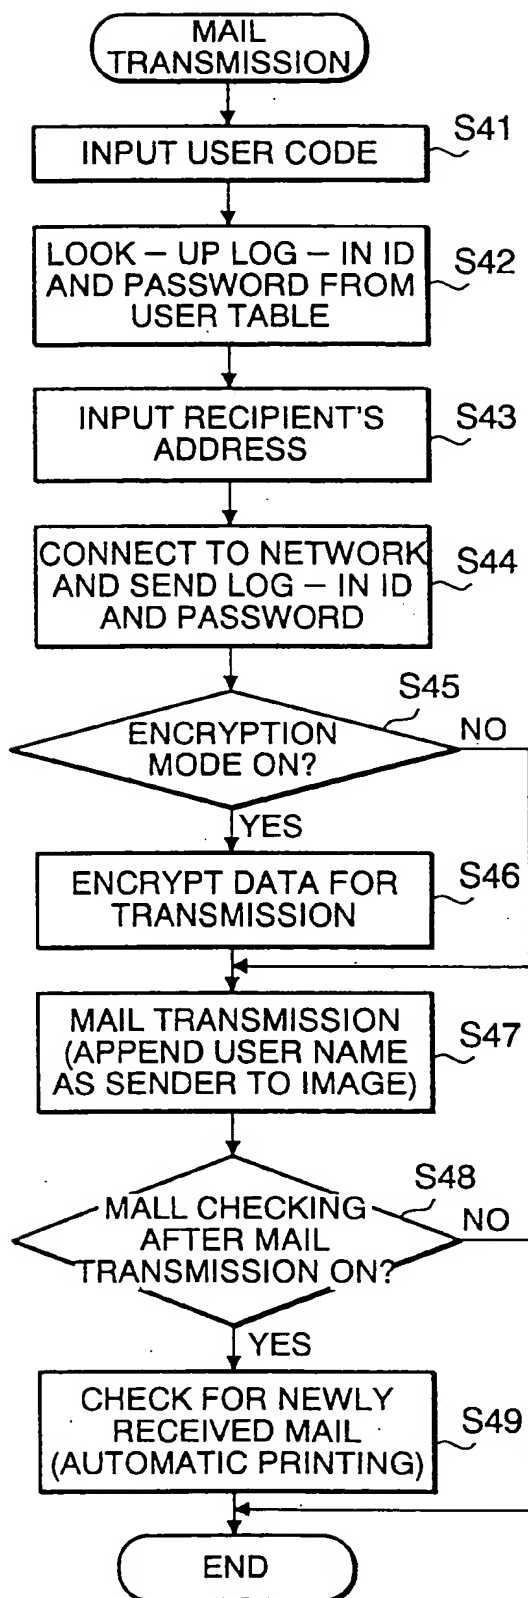 MAIL
TRANSMISSION
INPUT USER CODE
S41
LOOK – UP LOG – IN ID
AND PASSWORD FROM
USER TABLE
S42
INPUT RECIPIENT'S
ADDRESS
S43
CONNECT TO NETWORK
AND SEND LOG – IN ID
AND PASSWORD
S44
S45
ENCRYPTION
MODE ON?
NO
YES
ENCRYPT DATA FOR
TRANSMISSION
S46
MAIL TRANSMISSION
(APPEND USER NAME
AS SENDER TO IMAGE)
S47
S48
MALL CHECKING
AFTER MAIL
TRANSMISSION ON?
NO
YES
CHECK FOR NEWLY
RECEIVED MAIL
(AUTOMATIC PRINTING)
S49
END